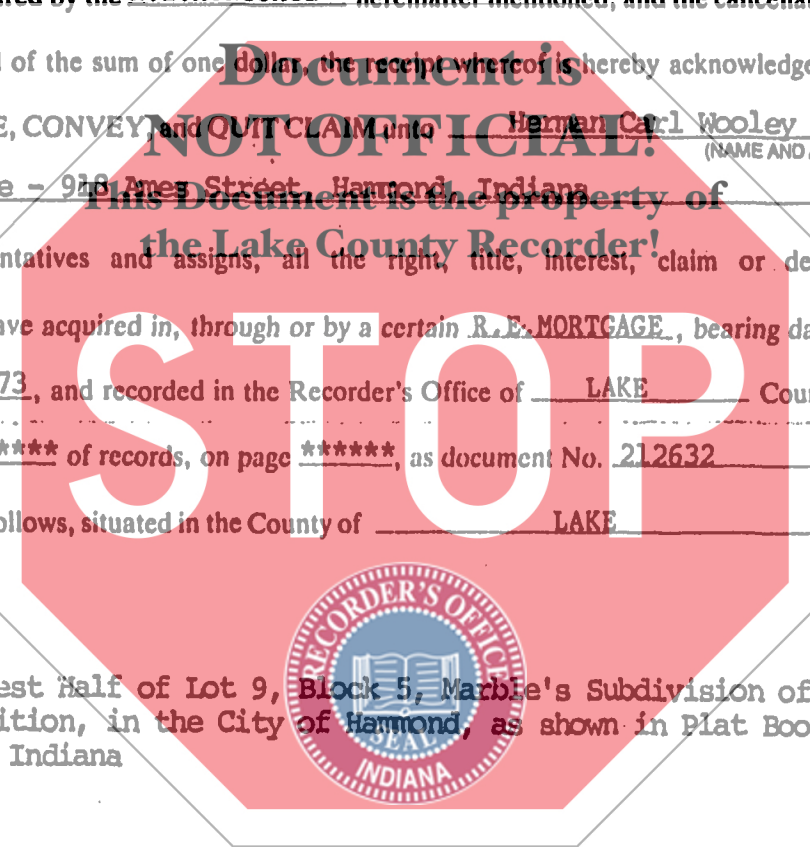 ered by the hereinafter mentioned, and the cancella
d of the sum of one dollar, the receipt whereof is hereby acknowledge
E, CONVEY, and QUIT CLAIM unto Herman Carl Wooley
(NAME AND
e - 918 Ames Street, Hammond, Indiana
ntatives and assigns, all the right, title, interest, claim or de
ave acquired in, through or by a certain R.E. MORTGAGE, bearing da
73, and recorded in the Recorder's Office of LAKE Cou
**** of records, on page ******, as document No. 212632
ollows, situated in the County of LAKE
est Half of Lot 9, Block 5, Marble's Subdivision of
ition, in the City of Hammond, as shown in Plat Boo
Indiana
Document is
NOT OFFICIAL!
This Document is the property of
the Lake County Recorder!
STOP
RECORDER'S OFFICE
SEAL
INDIANA